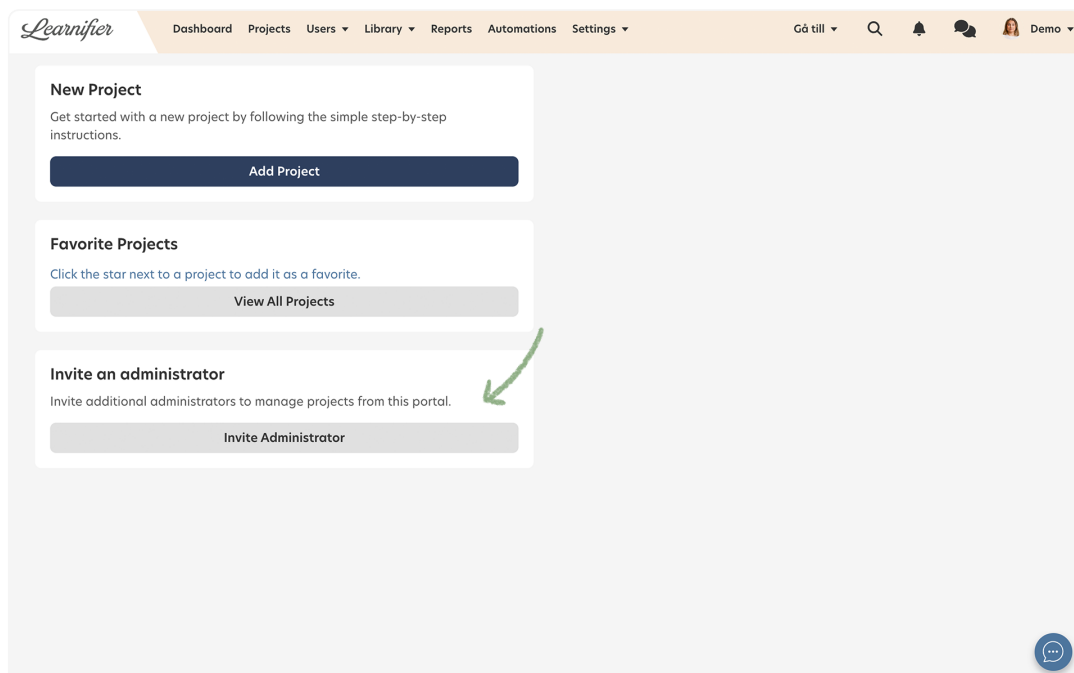 Learnifier
Dashboard Projects Users Library Reports Automations Settings Gå till Demo
New Project
Get started with a new project by following the simple step-by-step
instructions.
Add Project
Favorite Projects
Click the star next to a project to add it as a favorite.
View All Projects
Invite an administrator
Invite additional administrators to manage projects from this portal.
Invite Administrator